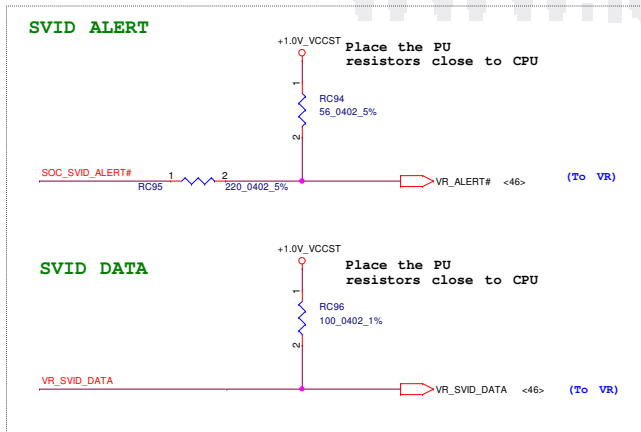 SVID ALERT
+1.0V_VCCST
Place the PU
resistors close to CPU
1
RC94
56_0402_5%
2
SOC_SVID_ALERT#
1
2
RC95
220_0402_5%
VR_ALERT# <46>
(To VR)
+1.0V_VCCST
SVID DATA
Place the PU
resistors close to CPU
1
RC96
100_0402_1%
2
VR_SVID_DATA
VR_SVID_DATA <46>
(To VR)